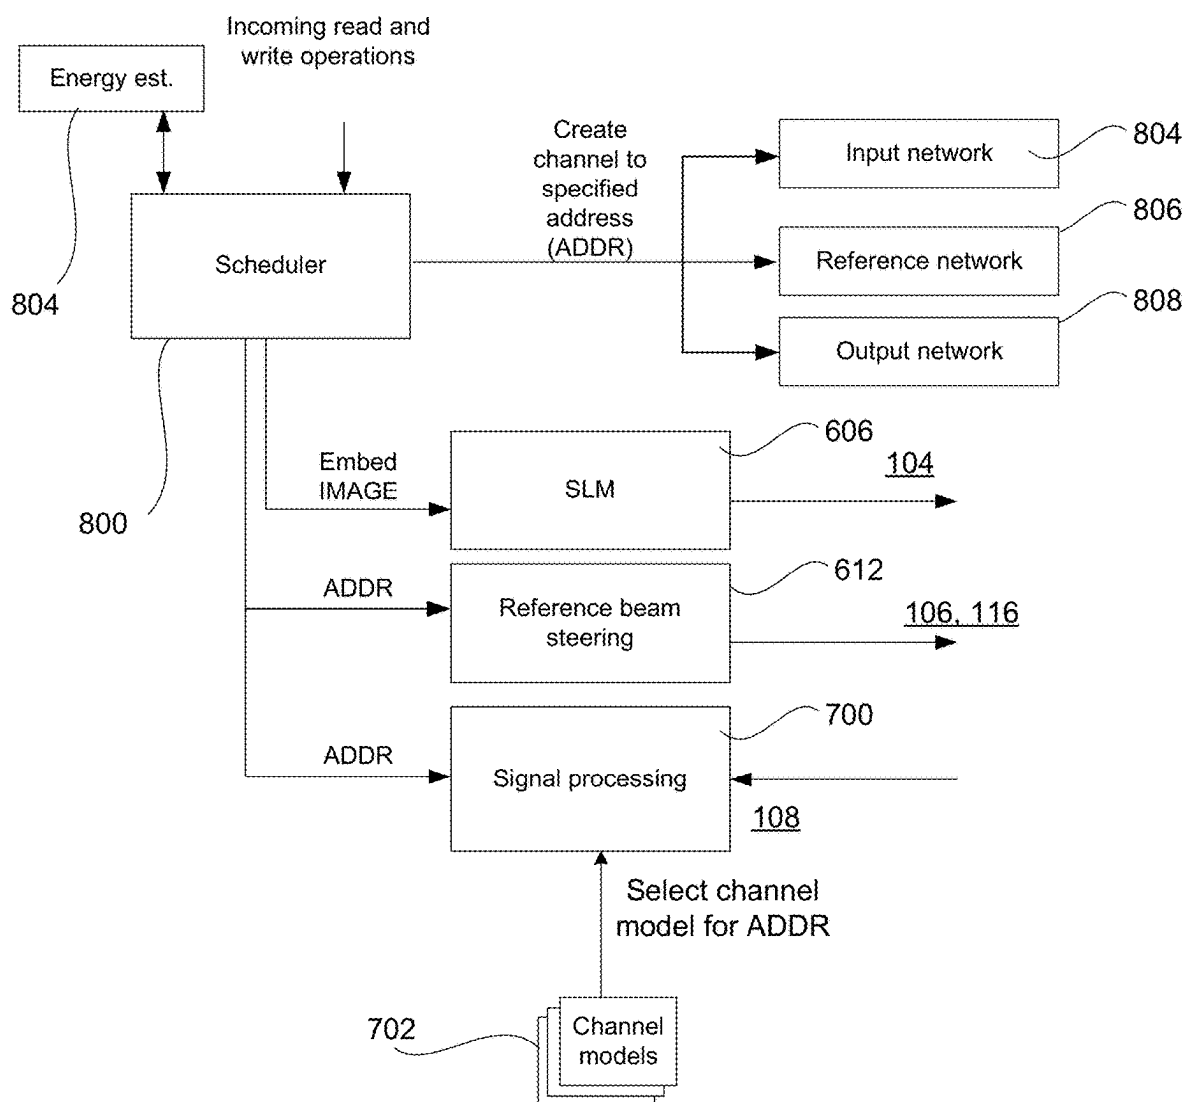 Incoming read and
write operations
Energy est.
804
Create
channel to
specified
address
(ADDR)
Input network
804
Scheduler
Reference network
806
Output network
808
800
Embed
IMAGE
SLM
606
104
ADDR
Reference beam
steering
612
106, 116
ADDR
Signal processing
700
108
Select channel
model for ADDR
702
Channel
models